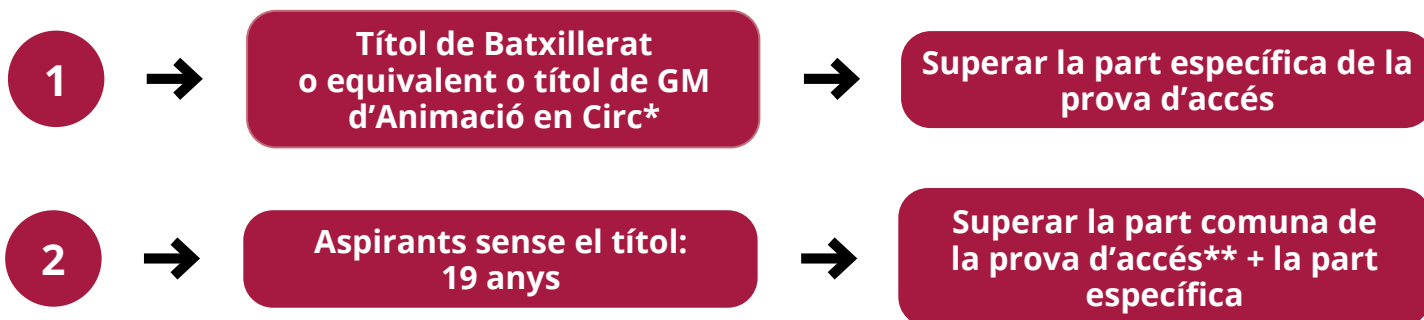 1
Títol de Batxillerat
o equivalent o títol de GM
d’Animació en Circ*
Superar la part específica de la
prova d’accés
2
Aspirants sense el títol:
19 anys
Superar la part comuna de
la prova d’accés** + la part
específica